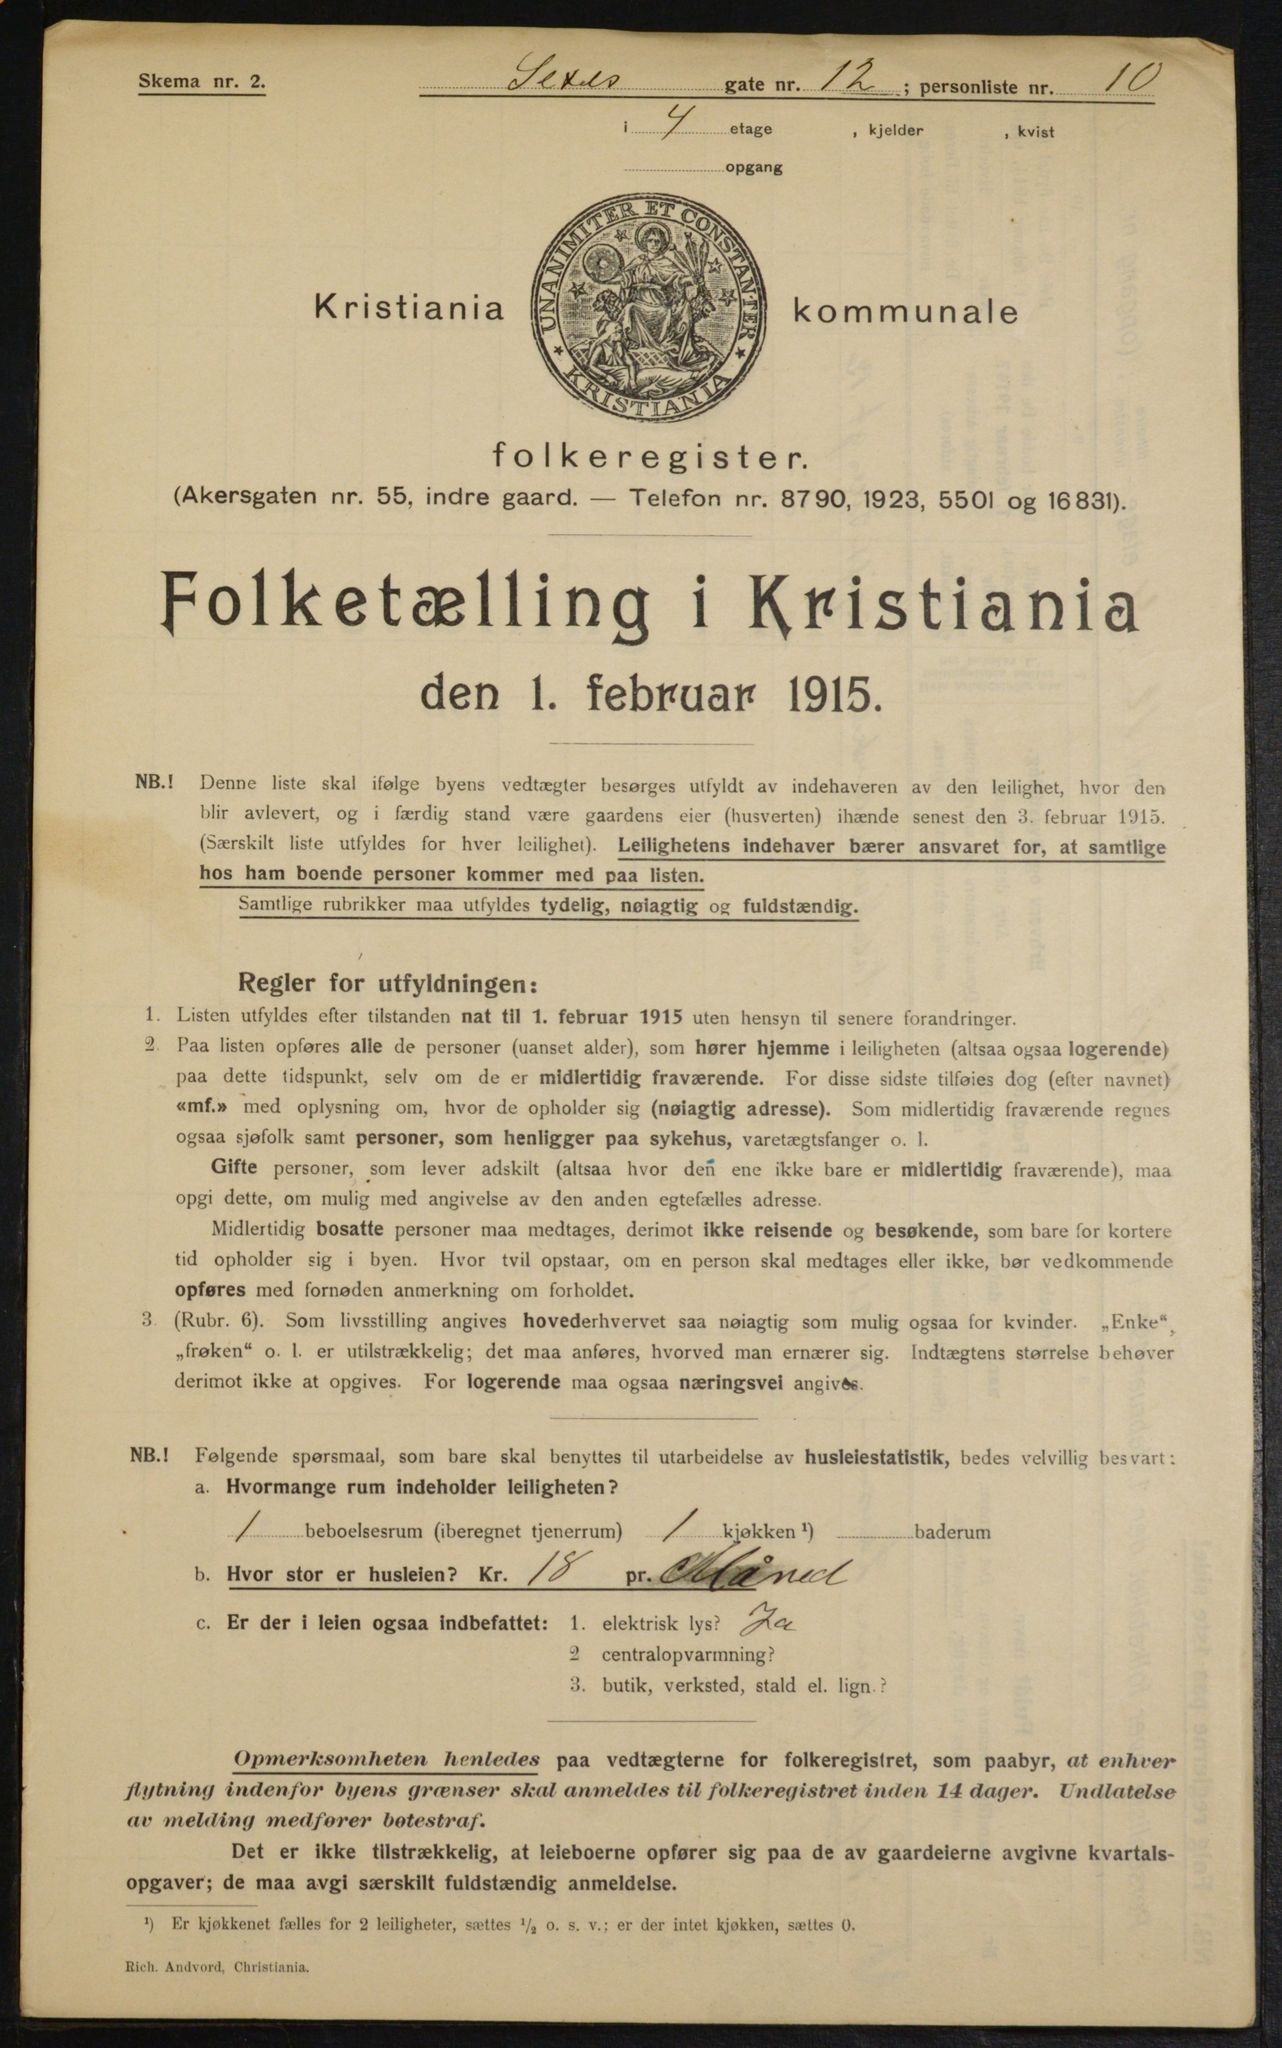 Skema nr. 2.
Sexes gate nr. 12 ; personliste nr. 10
i 4 etage , kjelder , kvist
opgang
UNANIMITER ET CONSTANTER
KRISTIANIA
Kristiania kommunale
folkeregister.
(Akersgaten nr. 55, indre gaard. — Telefon nr. 8790, 1923, 5501 og 16831).
Folketælling i Kristiania
den 1. februar 1915.
NB.! Denne liste skal ifølge byens vedtægter besørges utfyldt av indehaveren av den leilighet, hvor den
blir avlevert, og i færdig stand være gaardens eier (husverten) ihænde senest den 3. februar 1915.
(Særskilt liste utfyldes for hver leilighet). Leilighetens indehaver bærer ansvaret for, at samtlige
hos ham boende personer kommer med paa listen.
Samtlige rubrikker maa utfyldes tydelig, nøiagtig og fuldstændig.
Regler for utfyldningen:
1. Listen utfyldes efter tilstanden nat til 1. februar 1915 uten hensyn til senere forandringer.
2. Paa listen opføres alle de personer (uanset alder), som hører hjemme i leiligheten (altsaa ogsaa logerende)
paa dette tidspunkt, selv om de er midlertidig fraværende. For disse sidste tilføies dog (efter navnet)
«mf.» med oplysning om, hvor de opholder sig (nøiagtig adresse). Som midlertidig fraværende regnes
ogsaa sjøfolk samt personer, som henligger paa sykehus, varetægtsfanger o. l.
Gifte personer, som lever adskilt (altsaa hvor den ene ikke bare er midlertidig fraværende), maa
opgi dette, om mulig med angivelse av den anden egtefælles adresse.
Midlertidig bosatte personer maa medtages, derimot ikke reisende og besøkende, som bare for kortere
tid opholder sig i byen. Hvor tvil opstaar, om en person skal medtages eller ikke, bør vedkommende
opføres med fornøden anmerkning om forholdet.
3. (Rubr. 6). Som livsstilling angives hovederhvervet saa nøiagtig som mulig ogsaa for kvinder. „Enke“,
„frøken“ o. l. er utilstrækkelig; det maa anføres, hvorved man ernærer sig. Indtægtens størrelse behøver
derimot ikke at opgives. For logerende maa ogsaa næringsvei angives.
NB.! Følgende spørsmaal, som bare skal benyttes til utarbeidelse av husleiestatistik, bedes velvillig besvart:
a. Hvormange rum indeholder leiligheten?
1 beboelsesrum (iberegnet tjenerrum) 1 kjøkken ¹) baderum
b. Hvor stor er husleien? Kr. 18 pr. Måned
c. Er der i leien ogsaa indbefattet: 1. elektrisk lys? Ja
2 centralopvarmning?
3. butik, verksted, stald el. lign.?
Opmerksomheten henledes paa vedtægterne for folkeregistret, som paabyr, at enhver
flytning indenfor byens grænser skal anmeldes til folkeregistret inden 14 dager. Undlatelse
av melding medfører bøtestraf.
Det er ikke tilstrækkelig, at leieboerne opfører sig paa de av gaardeierne avgivne kvartals-
opgaver; de maa avgi særskilt fuldstændig anmeldelse.
¹) Er kjøkkenet fælles for 2 leiligheter, sættes ½ o. s. v.; er der intet kjøkken, sættes 0.
Rich. Andvord, Christiania.